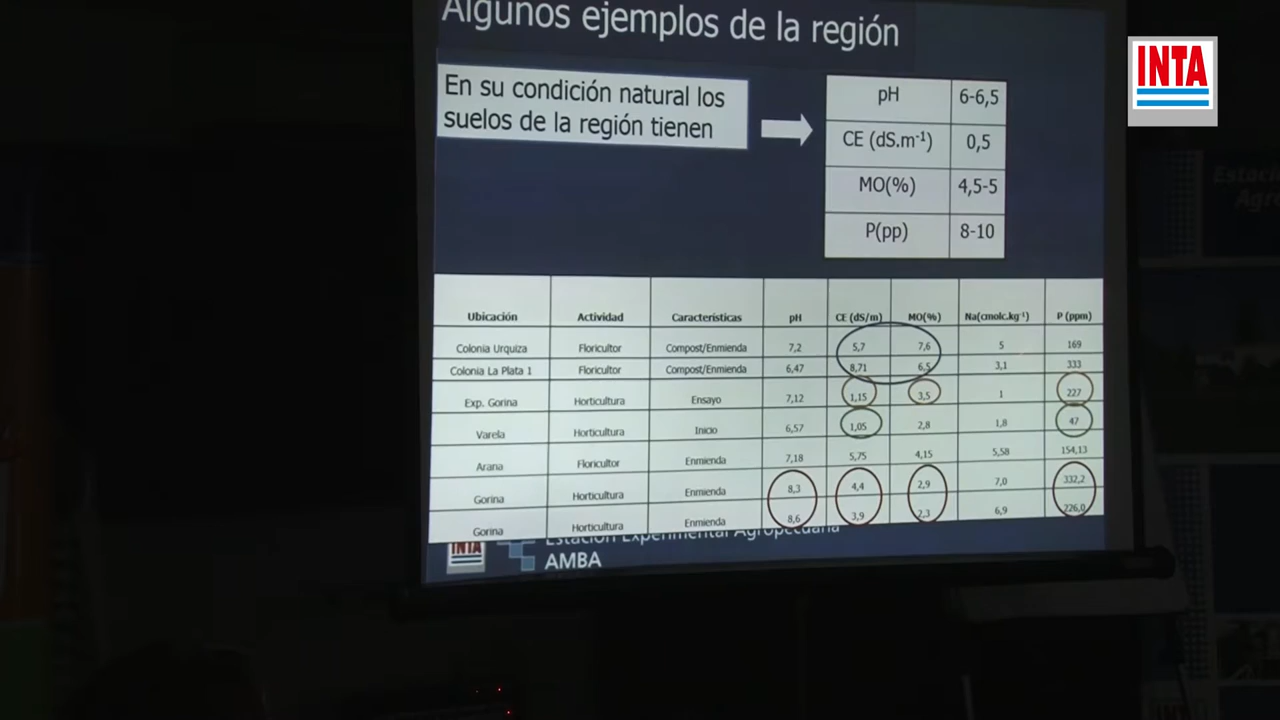 Algunos ejemplos de la región
INTA
En su condición natural los
suelos de la región tienen
pH 6-6,5
CE (dS.m-1) 0,5
MO(%) 4,5-5
P(pp) 8-10
Estació
Agro
Ubicación Actividad Características pH CE (dS/m) MO(%) Na(cmolc.kg-1) P (ppm)
Colonia Urquiza Floricultor Compost/Enmienda 7,2 5,7 7,6 5 169
Colonia La Plata 1 Floricultor Compost/Enmienda 6,47 8,71 6,5 3,1 333
Exp. Gorina Horticultura Ensayo 7,12 1,15 3,5 1 227
Varela Horticultura Inicio 6,57 1,05 2,8 1,8 47
Arana Floricultor Enmienda 7,18 5,75 4,15 5,58 154,13
Gorina Horticultura Enmienda 8,3 4,4 2,9 7,0 332,2
Gorina Horticultura Enmienda 8,6 3,9 2,3 6,9 226,0
INTA
Estación Experimental Agropecuaria
AMBA